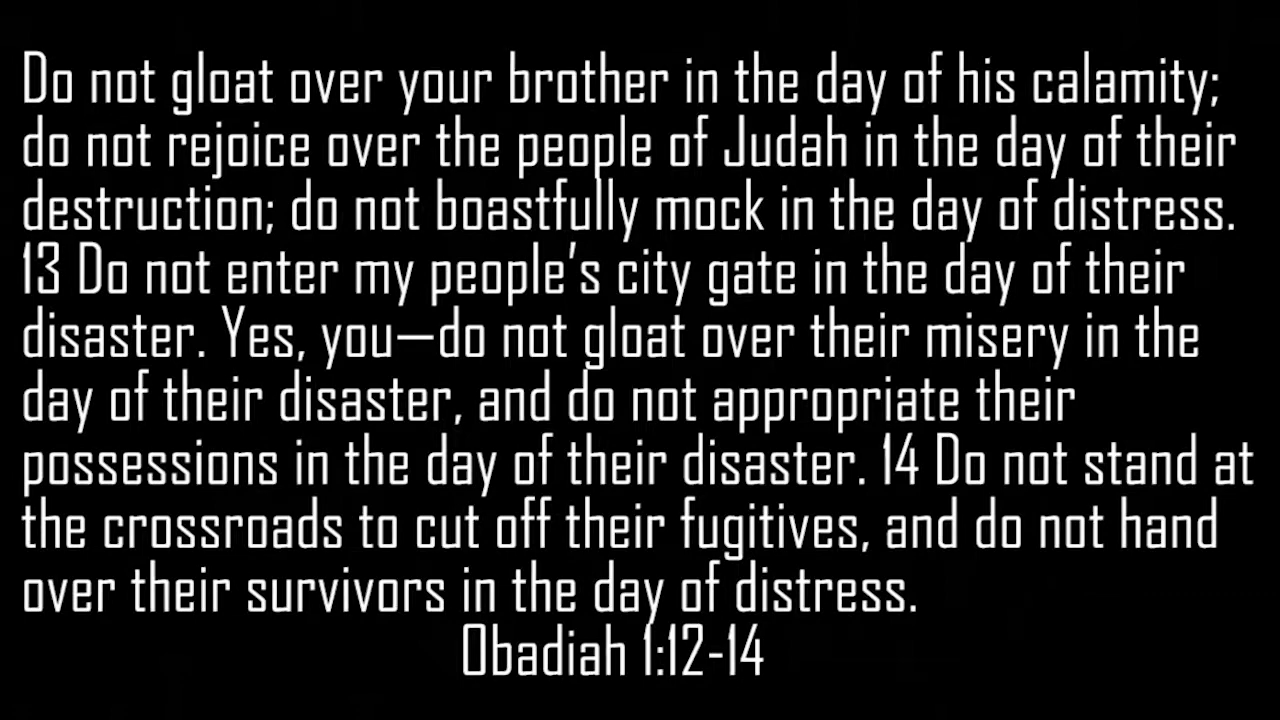 Do not gloat over your brother in the day of his calamity;
do not rejoice over the people of Judah in the day of their
destruction; do not boastfully mock in the day of distress.
13 Do not enter my people's city gate in the day of their
disaster. Yes, you—do not gloat over their misery in the
day of their disaster, and do not appropriate their
possessions in the day of their disaster. 14 Do not stand at
the crossroads to cut off their fugitives, and do not hand
over their survivors in the day of distress.
Obadiah 1:12-14